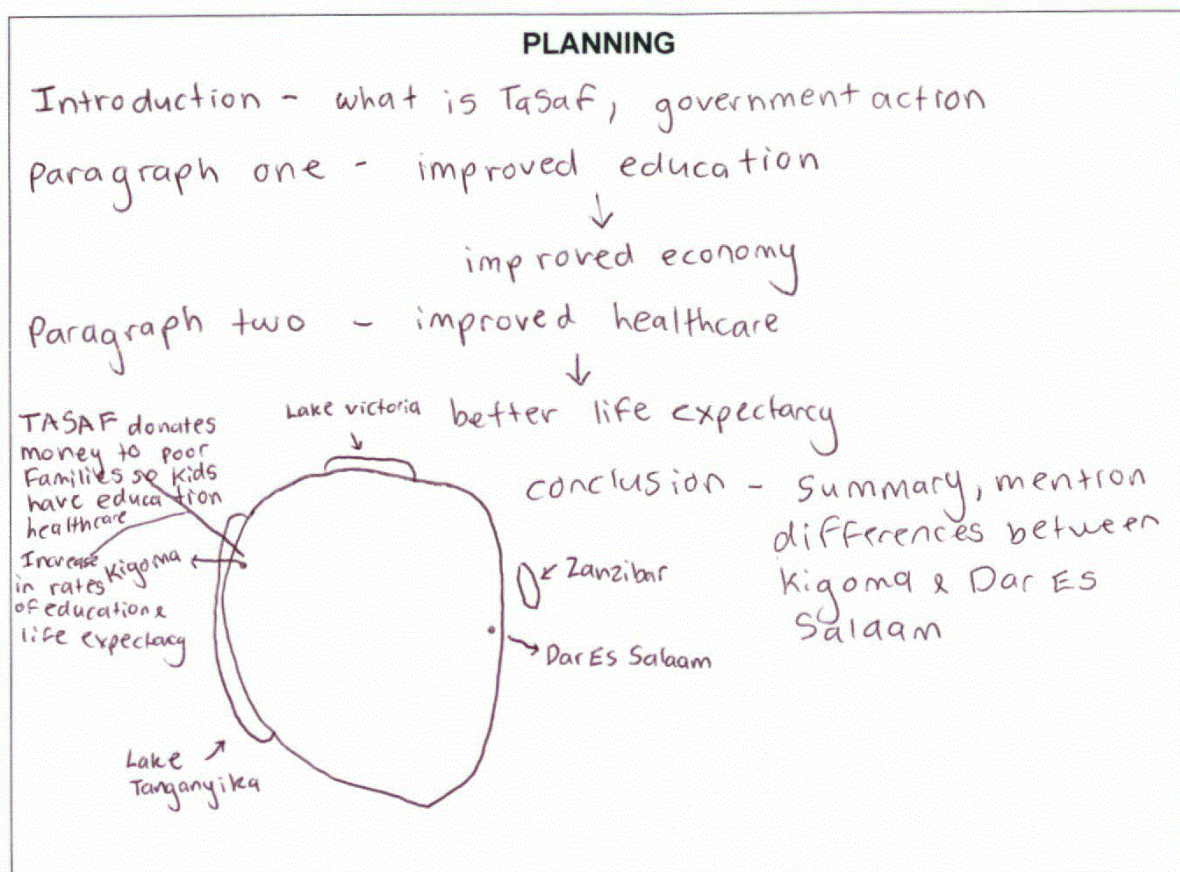 PLANNING
Introduction - what is Tasaf, government action
Paragraph one - improved education
↓
improved economy
Paragraph two - improved healthcare
↓
better life expectancy
conclusion - summary, mention
differences between
Kigoma & Dar Es
Salaam
TASAF donates
money to poor
Families so kids
have education
healthcare
Increase
in rates
of education &
life expectacy
Kigoma
Lake victoria
Zanzibar
Dar Es Salaam
Lake
Tanganyika